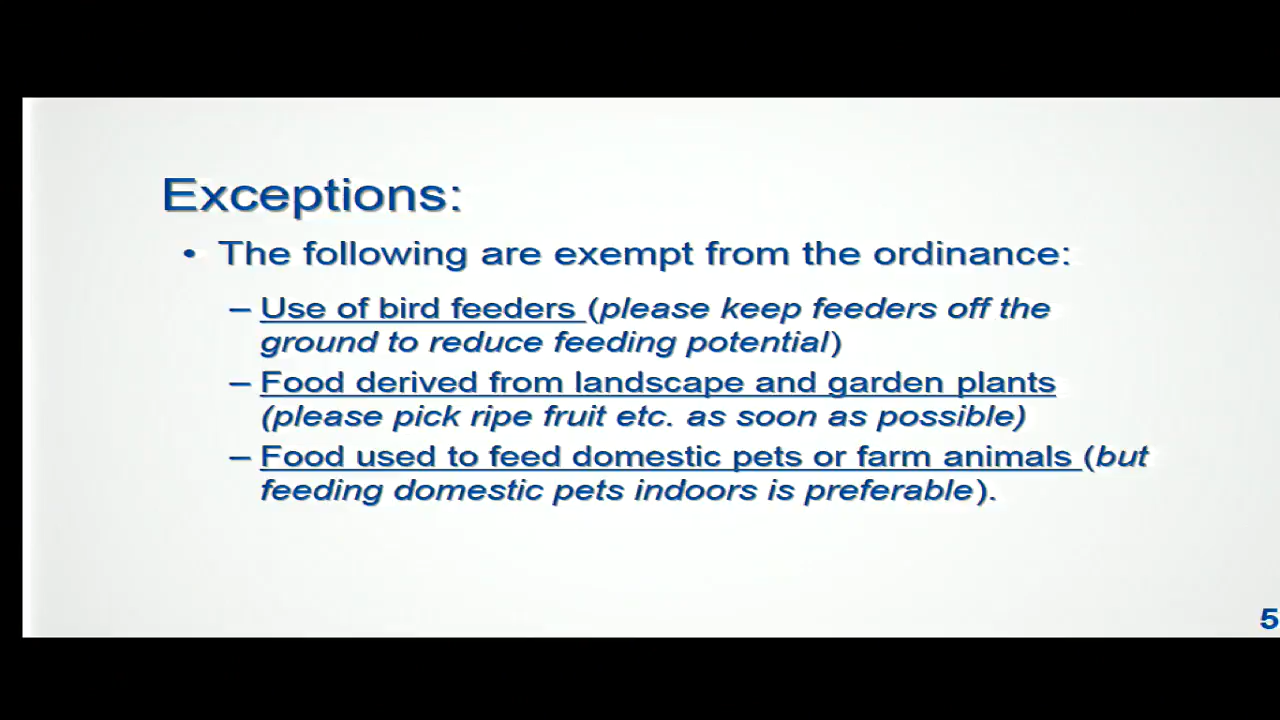 Exceptions:
• The following are exempt from the ordinance:
– Use of bird feeders (please keep feeders off the
ground to reduce feeding potential)
– Food derived from landscape and garden plants
(please pick ripe fruit etc. as soon as possible)
– Food used to feed domestic pets or farm animals (but
feeding domestic pets indoors is preferable).
5